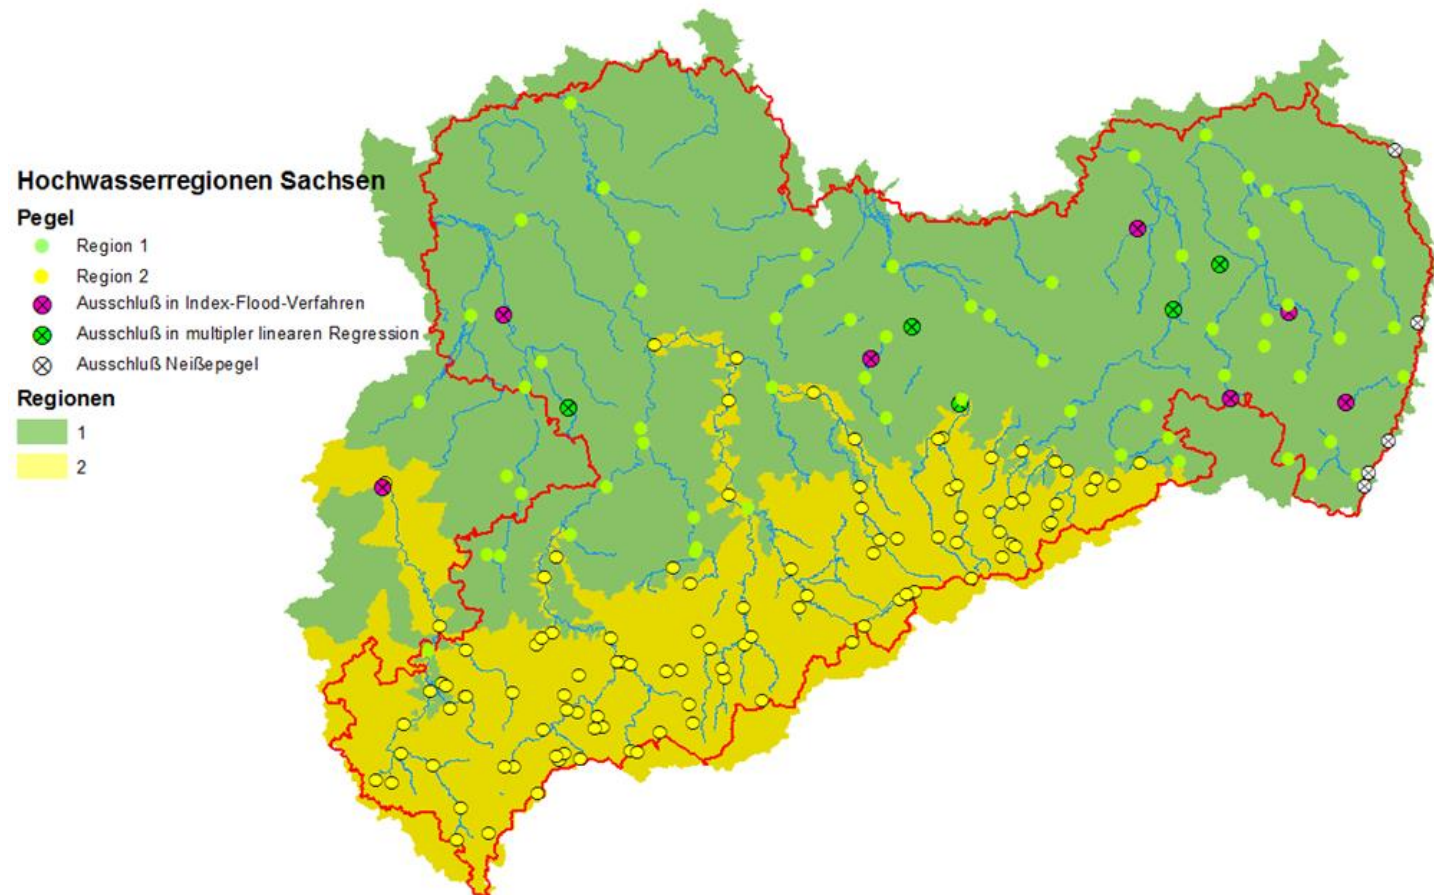 Hochwasserregionen Sachsen
Pegel
Region 1
Region 2
Ausschluß in Index-Flood-Verfahren
Ausschluß in multipler linearen Regression
Ausschluß Neißepegel
Regionen
1
2